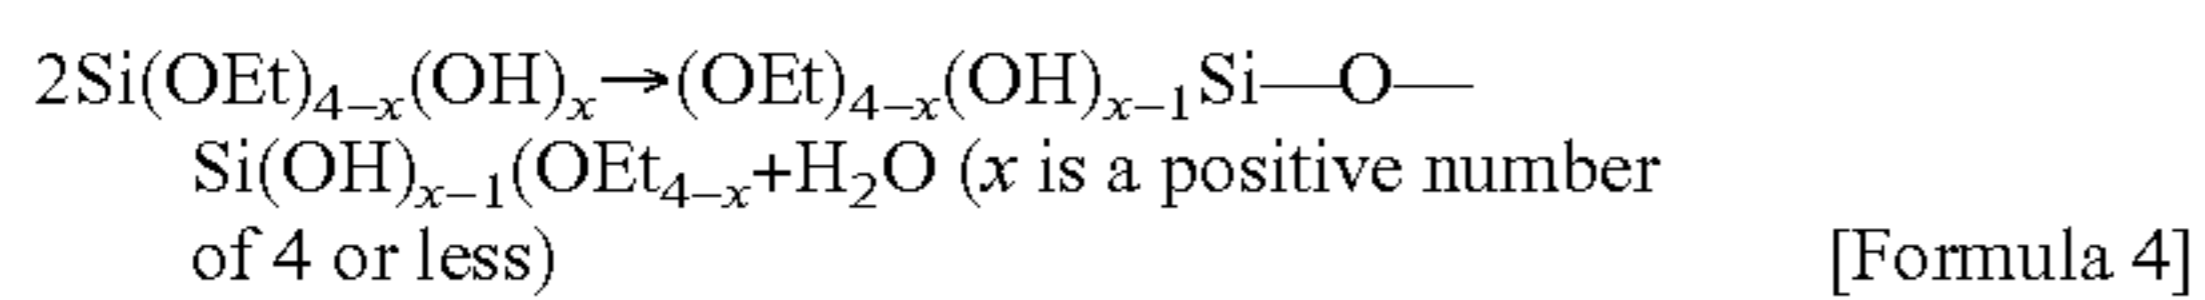 2Si(OEt)₄₋ₓ(OH)ₓ→(OEt)₄₋ₓ(OH)ₓ₋₁Si—O—
Si(OH)ₓ₋₁(OEt₄₋ₓ+H₂O (x is a positive number
of 4 or less) [Formula 4]